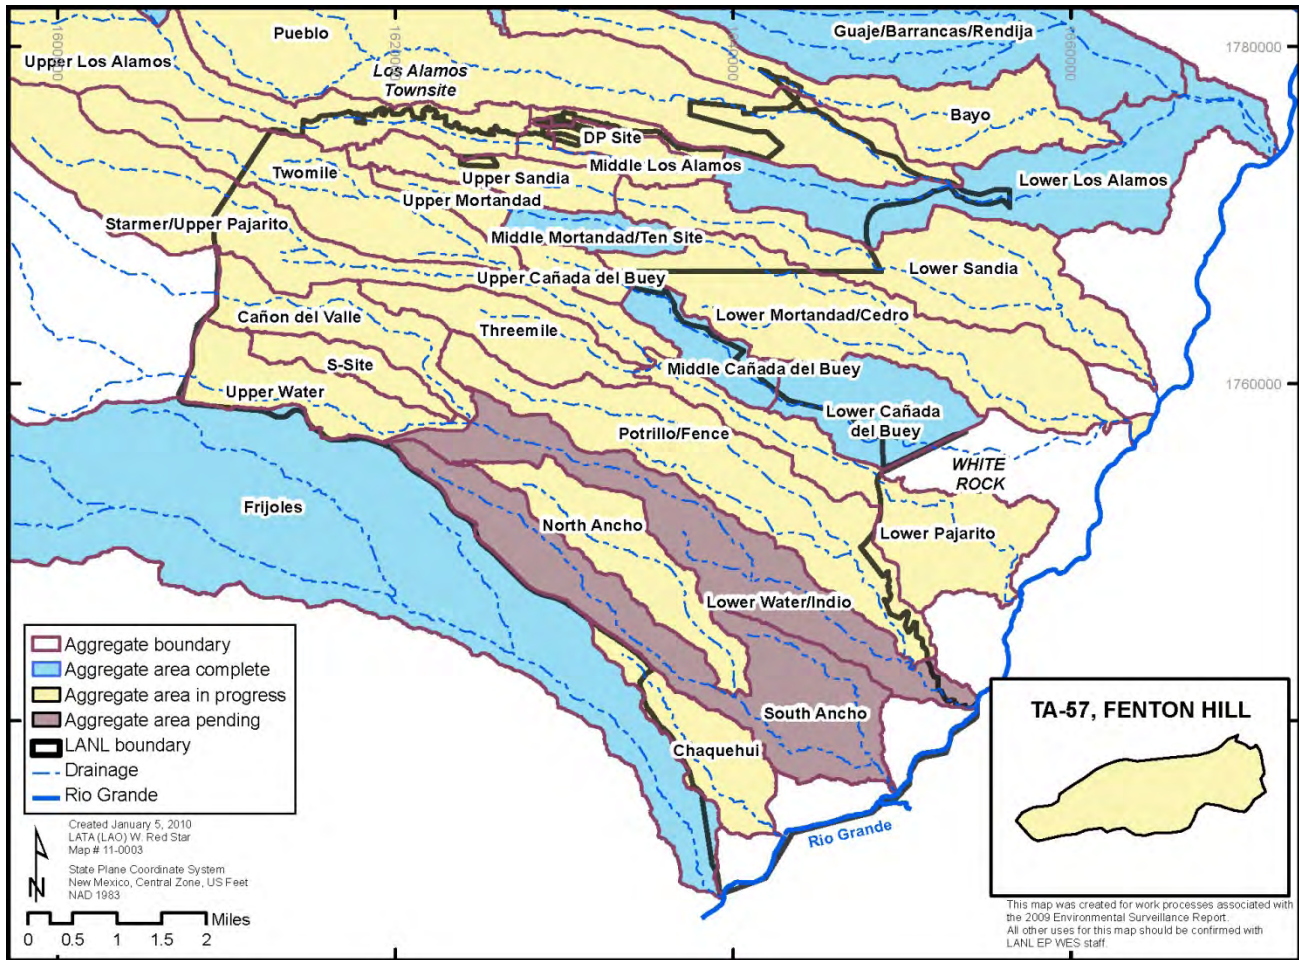 Guaje/Barrancas/Rendija
Pueblo
1600000
1620000
1640000
1660000
1780000
Upper Los Alamos
Los Alamos
Townsite
Bayo
DP Site
Middle Los Alamos
Twomile
Upper Sandia
Lower Los Alamos
Upper Mortandad
Starmer/Upper Pajarito
Middle Mortandad/Ten Site
Lower Sandia
Upper Cañada del Buey
Cañon del Valle
Threemile
Lower Mortandad/Cedro
S-Site
Middle Cañada del Buey
1760000
Upper Water
Lower Cañada
del Buey
Potrillo/Fence
WHITE
ROCK
Frijoles
North Ancho
Lower Pajarito
Lower Water/Indio
South Ancho
Chaquehui
Rio Grande
Aggregate boundary
Aggregate area complete
Aggregate area in progress
Aggregate area pending
LANL boundary
Drainage
Rio Grande
Created January 5, 2010
LATA (LAO) W. Red Star
Map # 11-0003
State Plane Coordinate System
New Mexico, Central Zone, US Feet
NAD 1983
N
Miles
0 0.5 1 1.5 2
TA-57, FENTON HILL
This map was created for work processes associated with
the 2009 Environmental Surveillance Report.
All other uses for this map should be confirmed with
LANL EP WES staff.